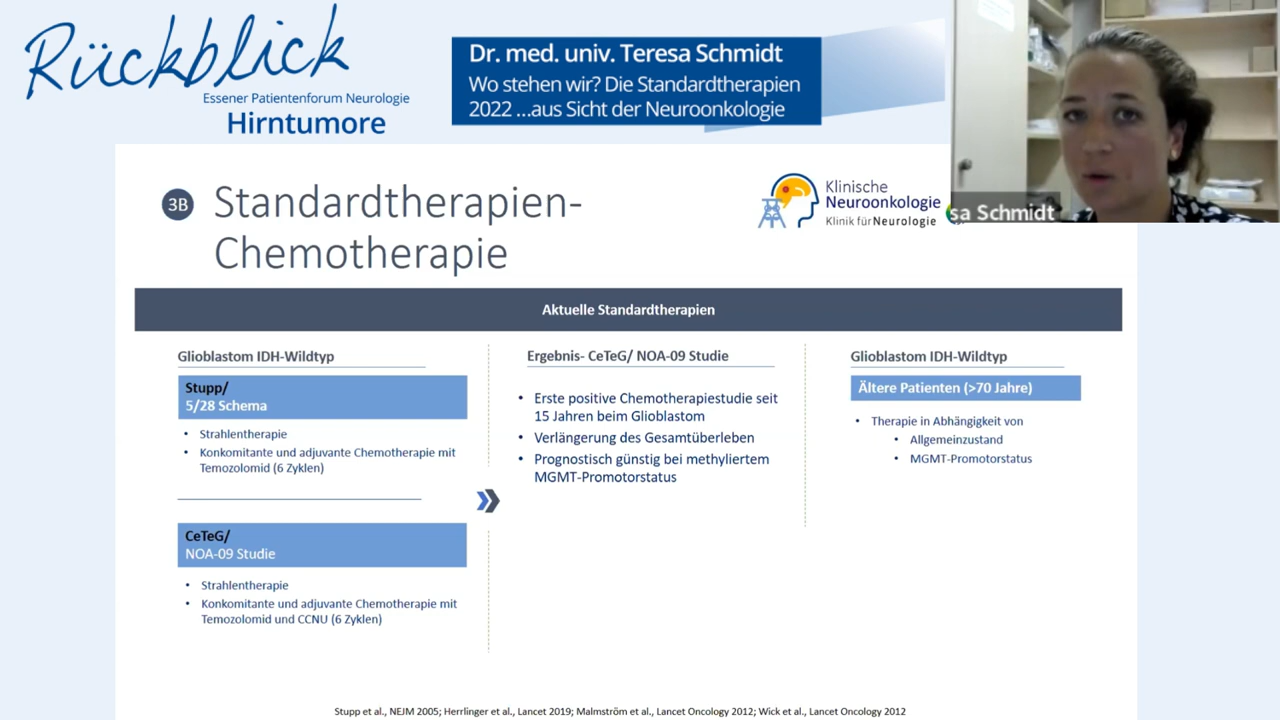 Rückblick
Essener Patientenforum Neurologie
Hirntumore
Dr. med. univ. Teresa Schmidt
Wo stehen wir? Die Standardtherapien
2022 ...aus Sicht der Neuroonkologie
sa Schmidt
3B
Standardtherapien-
Chemotherapie
Klinische
Neuroonkologie
Klinik für Neurologie
Aktuelle Standardtherapien
Glioblastom IDH-Wildtyp
Stupp/
5/28 Schema
• Strahlentherapie
• Konkomitante und adjuvante Chemotherapie mit
Temozolomid (6 Zyklen)
CeTeG/
NOA-09 Studie
• Strahlentherapie
• Konkomitante und adjuvante Chemotherapie mit
Temozolomid und CCNU (6 Zyklen)
Ergebnis- CeTeG/ NOA-09 Studie
• Erste positive Chemotherapiestudie seit
15 Jahren beim Glioblastom
• Verlängerung des Gesamtüberleben
• Prognostisch günstig bei methyliertem
MGMT-Promotorstatus
Glioblastom IDH-Wildtyp
Ältere Patienten (>70 Jahre)
• Therapie in Abhängigkeit von
• Allgemeinzustand
• MGMT-Promotorstatus
Stupp et al., NEJM 2005; Herrlinger et al., Lancet 2019; Malmström et al., Lancet Oncology 2012; Wick et al., Lancet Oncology 2012